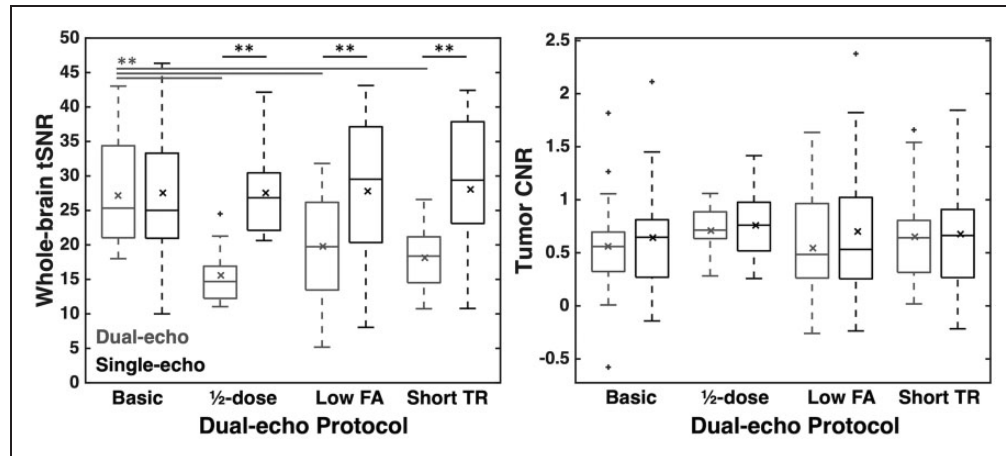 Whole-brain tSNR
50
45
40
35
30
25
20
15
10
5
0
**
**
**
**
Dual-echo
Single-echo
Basic
½-dose
Low FA
Short TR
Dual-echo Protocol
Tumor CNR
2.5
2
1.5
1
0.5
0
-0.5
Basic
½-dose
Low FA
Short TR
Dual-echo Protocol